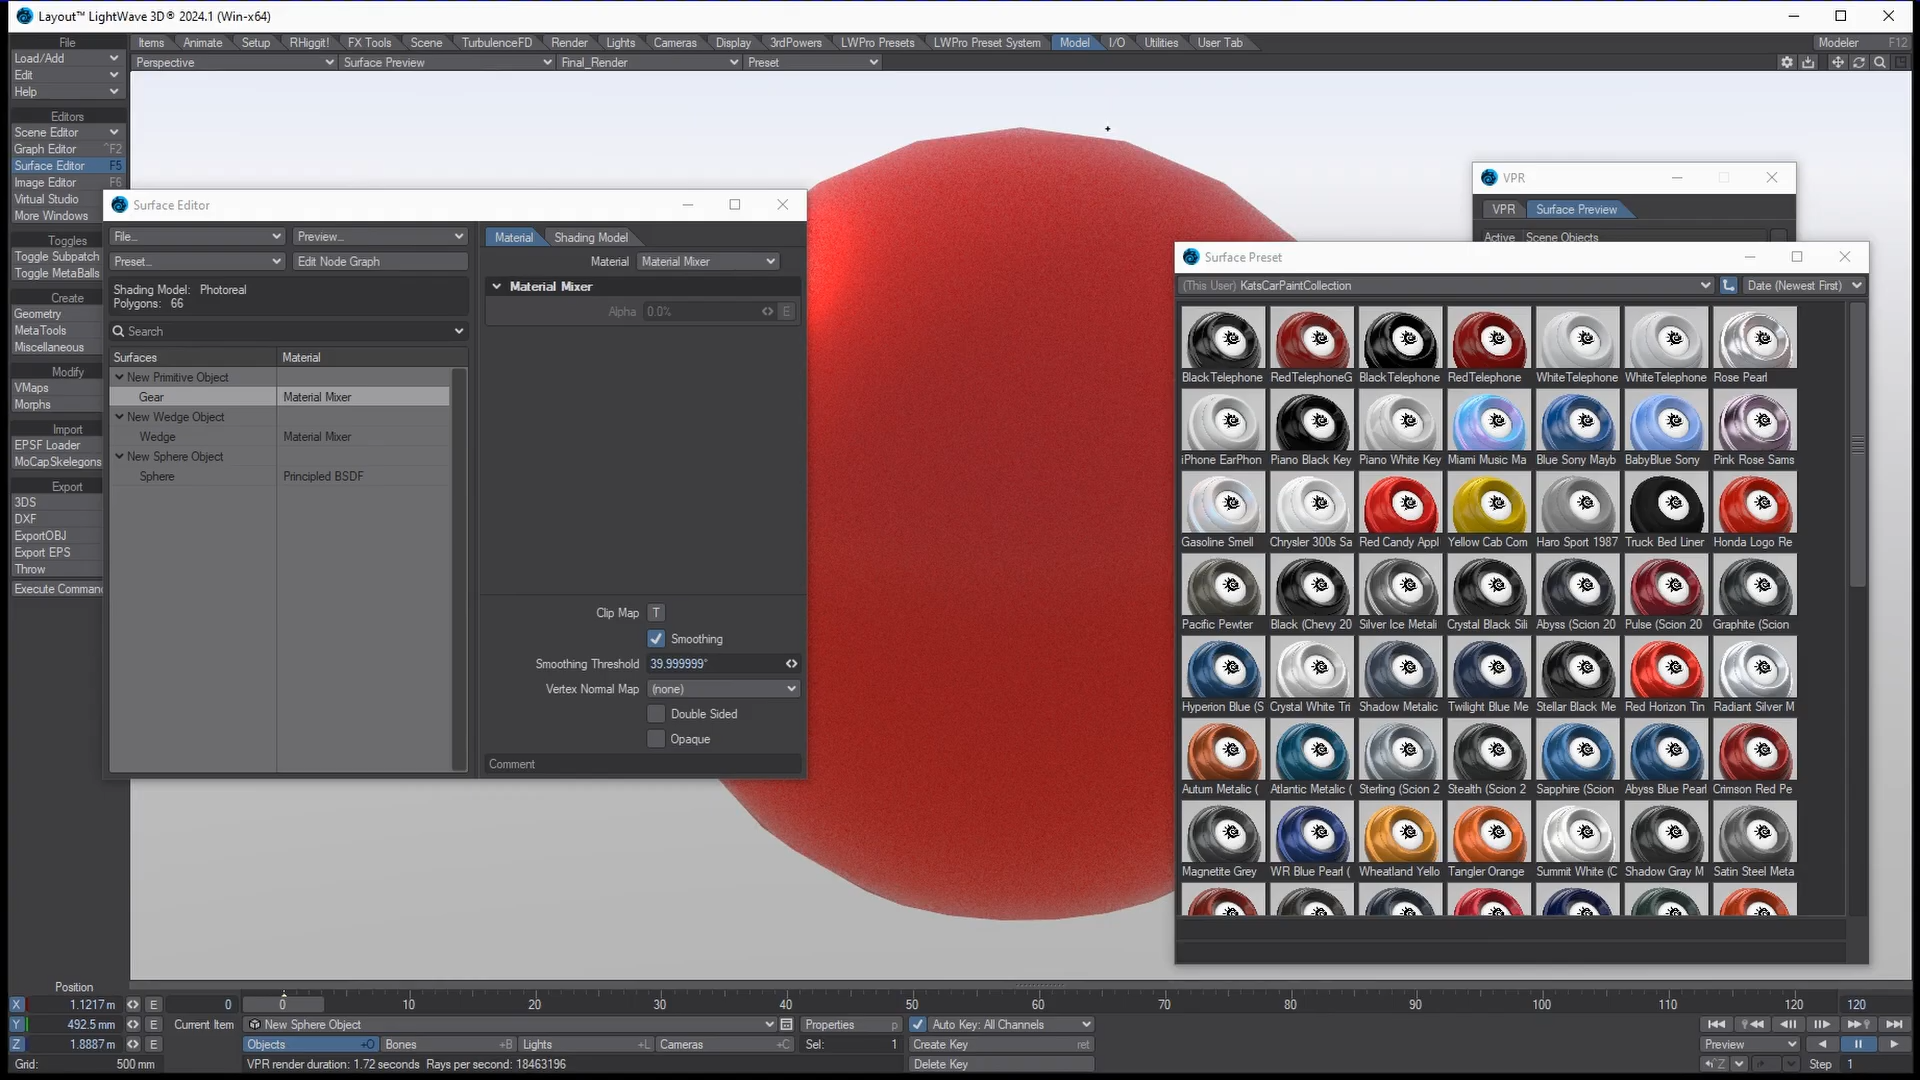 Layout™ LightWave 3D® 2024.1 (Win-x64)
File
Items
Animate
Setup
RHiggit!
FX Tools
Scene
TurbulenceFD
Render
Lights
Cameras
Display
3rdPowers
LWPro Presets
LWPro Preset System
Model
I/O
Utilities
User Tab
Modeler F12
Load/Add
Edit
Help
Perspective
Surface Preview
Final_Render
Preset
Editors
Scene Editor
Graph Editor ^F2
Surface Editor F5
Image Editor F6
Virtual Studio
More Windows
Toggles
Toggle Subpatch
Toggle MetaBalls
Create
Geometry
MetaTools
Miscellaneous
Modify
VMaps
Morphs
Import
EPSF Loader
MoCapSkelegons
Export
3DS
DXF
ExportOBJ
Export EPS
Throw
Execute Comman
Surface Editor
File...
Preview...
Preset...
Edit Node Graph
Shading Model: Photoreal
Polygons: 66
Search
Surfaces Material
New Primitive Object
Gear Material Mixer
New Wedge Object
Wedge Material Mixer
New Sphere Object
Sphere Principled BSDF
Material Shading Model
Material Material Mixer
Material Mixer
Alpha 0.0% E
Clip Map T
Smoothing
Smoothing Threshold 39.999999°
Vertex Normal Map (none)
Double Sided
Opaque
Comment
VPR
VPR Surface Preview
Active Scene Objects
Surface Preset
(This User) KatsCarPaintCollection
Date (Newest First)
BlackTelephone RedTelephoneG BlackTelephone RedTelephone WhiteTelephone WhiteTelephone Rose Pearl
iPhone EarPhon Piano Black Key Piano White Key Miami Music Ma Blue Sony Mayb BabyBlue Sony Pink Rose Sams
Gasoline Smell Chrysler 300s Sa Red Candy Appl Yellow Cab Com Haro Sport 1987 Truck Bed Liner Honda Logo Re
Pacific Pewter Black (Chevy 20 Silver Ice Metali Crystal Black Sili Abyss (Scion 20 Pulse (Scion 20 Graphite (Scion
Hyperion Blue (S Crystal White Tri Shadow Metalic Twilight Blue Me Stellar Black Me Red Horizon Tin Radiant Silver M
Autum Metalic ( Atlantic Metalic ( Sterling (Scion 2 Stealth (Scion 2 Sapphire (Scion Abyss Blue Pearl Crimson Red Pe
Magnetite Grey WR Blue Pearl ( Wheatland Yello Tangler Orange Summit White (C Shadow Gray M Satin Steel Meta
Position
X 1.1217 m E
Y 492.5 mm E
Z 1.8887 m E
Grid: 500 mm
0 0 10 20 30 40 50 60 70 80 90 100 110 120 120
Current Item New Sphere Object Properties p Auto Key: All Channels
Objects +O Bones +B Lights +L Cameras +C Sel: 1 Create Key ret
VPR render duration: 1.72 seconds Rays per second: 18463196
Delete Key
Preview
Step 1